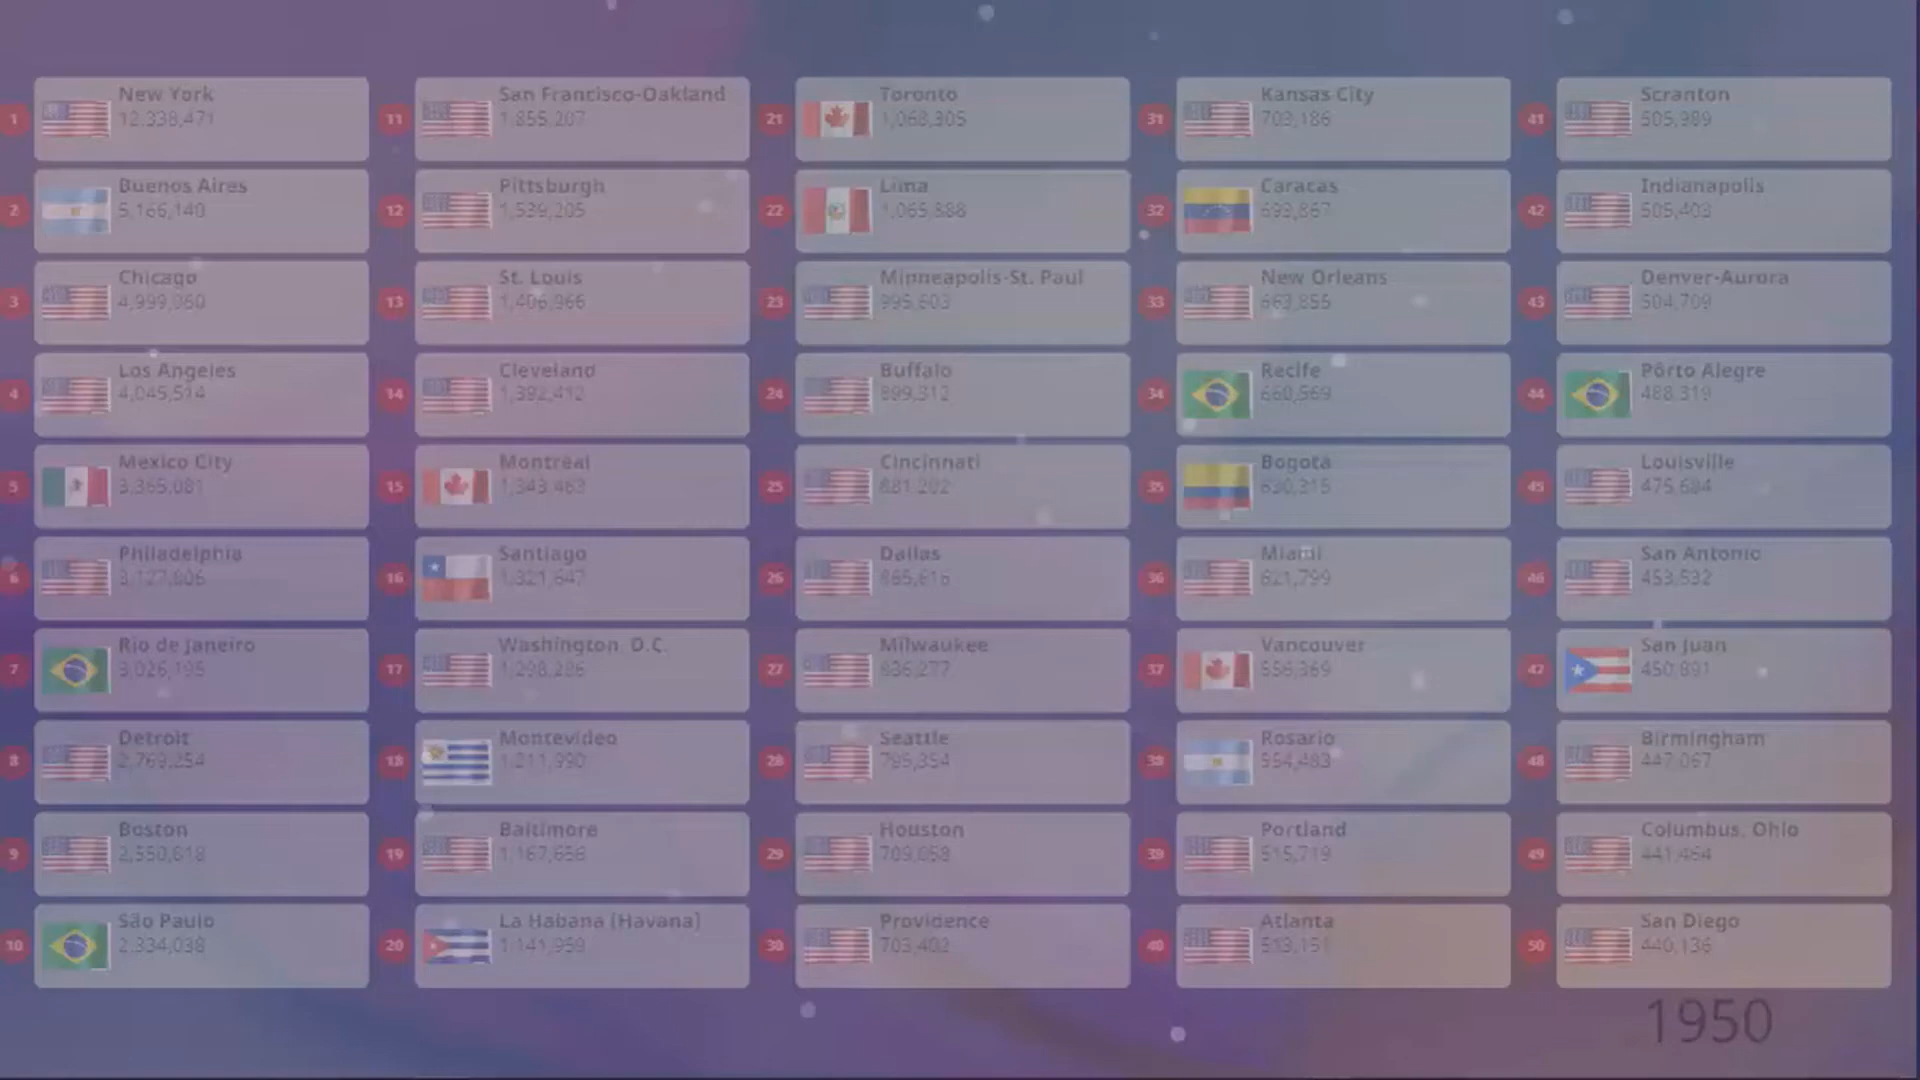 1
New York
12,338,471
2
Buenos Aires
5,166,140
3
Chicago
4,999,060
4
Los Angeles
4,045,514
5
Mexico City
3,365,081
6
Philadelphia
3,127,806
7
Rio de Janeiro
3,026,195
8
Detroit
2,769,254
9
Boston
2,550,618
10
São Paulo
2,334,038
11
San Francisco-Oakland
1,855,207
12
Pittsburgh
1,539,205
13
St. Louis
1,406,966
14
Cleveland
1,392,412
15
Montréal
1,343,463
16
Santiago
1,321,647
17
Washington, D.C.
1,298,286
18
Montevideo
1,211,990
19
Baltimore
1,167,656
20
La Habana (Havana)
1,141,959
21
Toronto
1,068,305
22
Lima
1,065,888
23
Minneapolis-St. Paul
995,603
24
Buffalo
899,312
25
Cincinnati
881,202
26
Dallas
865,616
27
Milwaukee
836,277
28
Seattle
795,354
29
Houston
709,058
30
Providence
703,402
31
Kansas City
703,186
32
Caracas
693,867
33
New Orleans
663,855
34
Recife
660,569
35
Bogotá
630,315
36
Miami
621,799
37
Vancouver
556,369
38
Rosario
554,483
39
Portland
515,719
40
Atlanta
513,151
41
Scranton
505,989
42
Indianapolis
505,403
43
Denver-Aurora
504,709
44
Pôrto Alegre
488,319
45
Louisville
475,684
46
San Antonio
453,532
47
San Juan
450,891
48
Birmingham
447,067
49
Columbus, Ohio
441,464
50
San Diego
440,136
1950